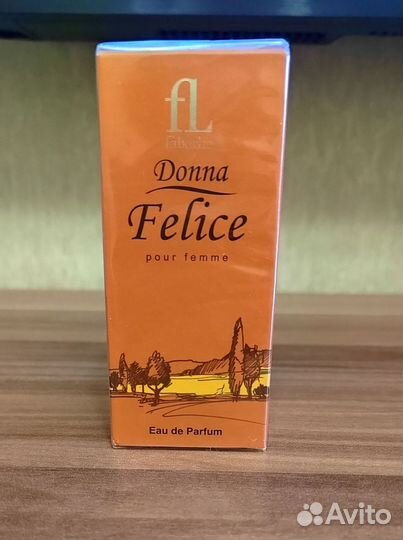 fL
faberlic
Donna
Felice
pour femme
Eau de Parfum
Avito